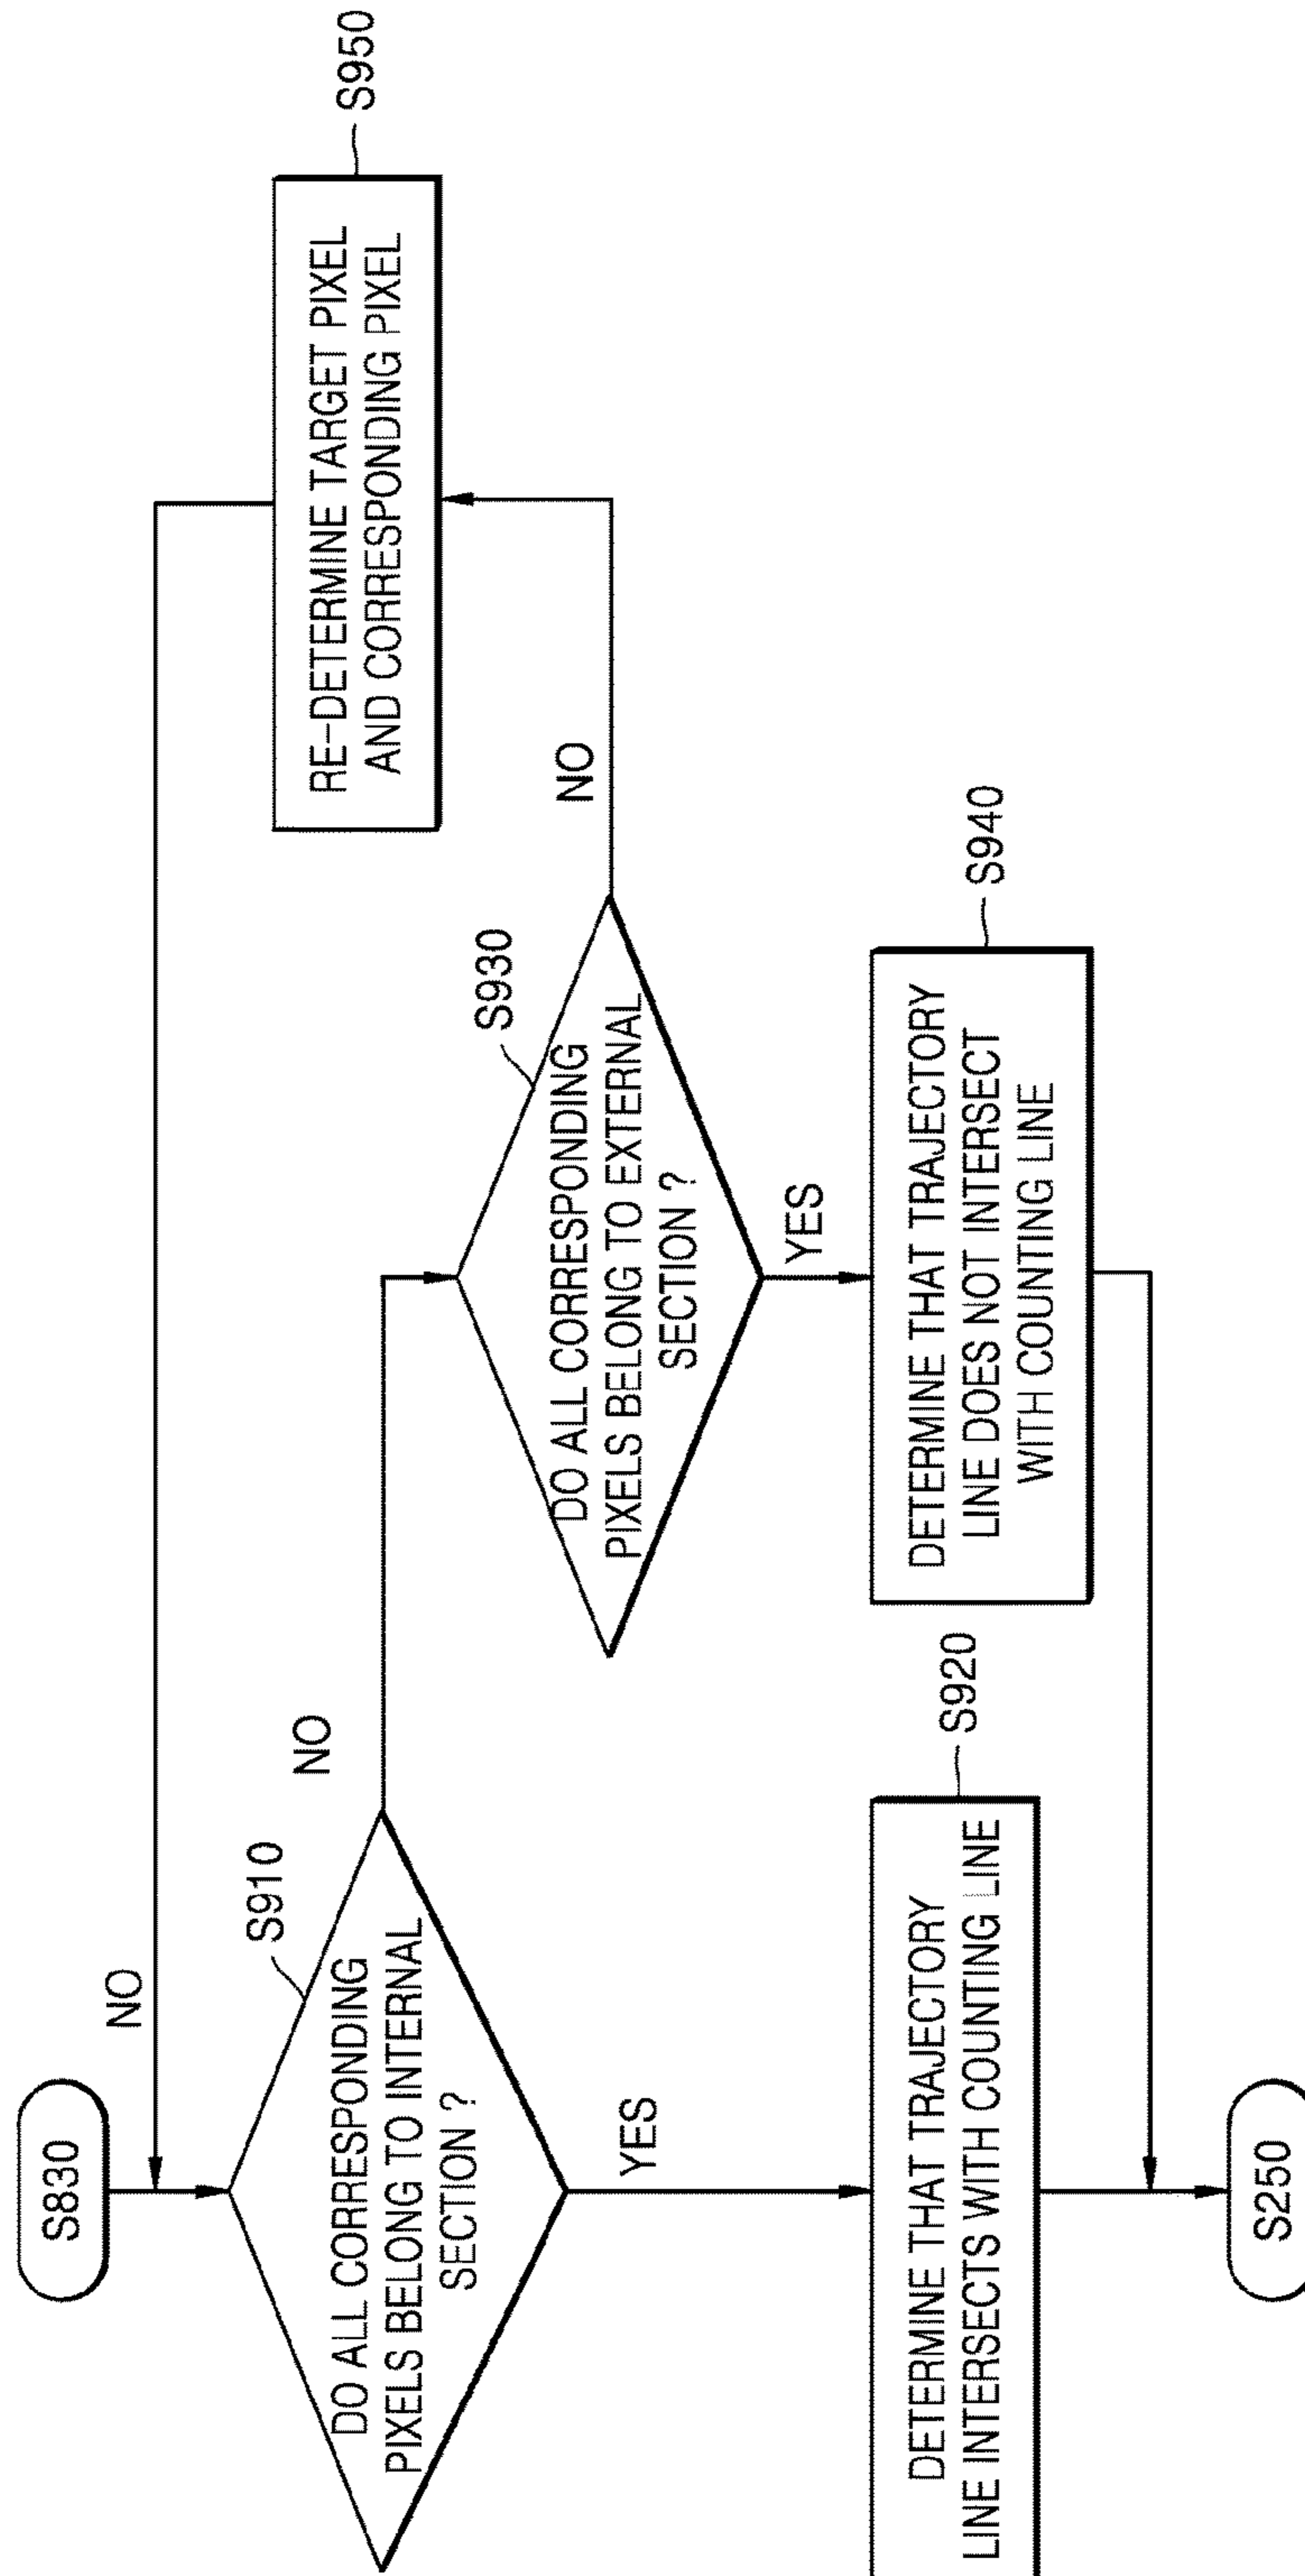 S830
NO
S910
DO ALL CORRESPONDING
PIXELS BELONG TO INTERNAL
SECTION ?
NO
YES
S930
DO ALL CORRESPONDING
PIXELS BELONG TO EXTERNAL
SECTION ?
NO
YES
S950
RE-DETERMINE TARGET PIXEL
AND CORRESPONDING PIXEL
S920
DETERMINE THAT TRAJECTORY
LINE INTERSECTS WITH COUNTING LINE
S940
DETERMINE THAT TRAJECTORY
LINE DOES NOT INTERSECT
WITH COUNTING LINE
S250